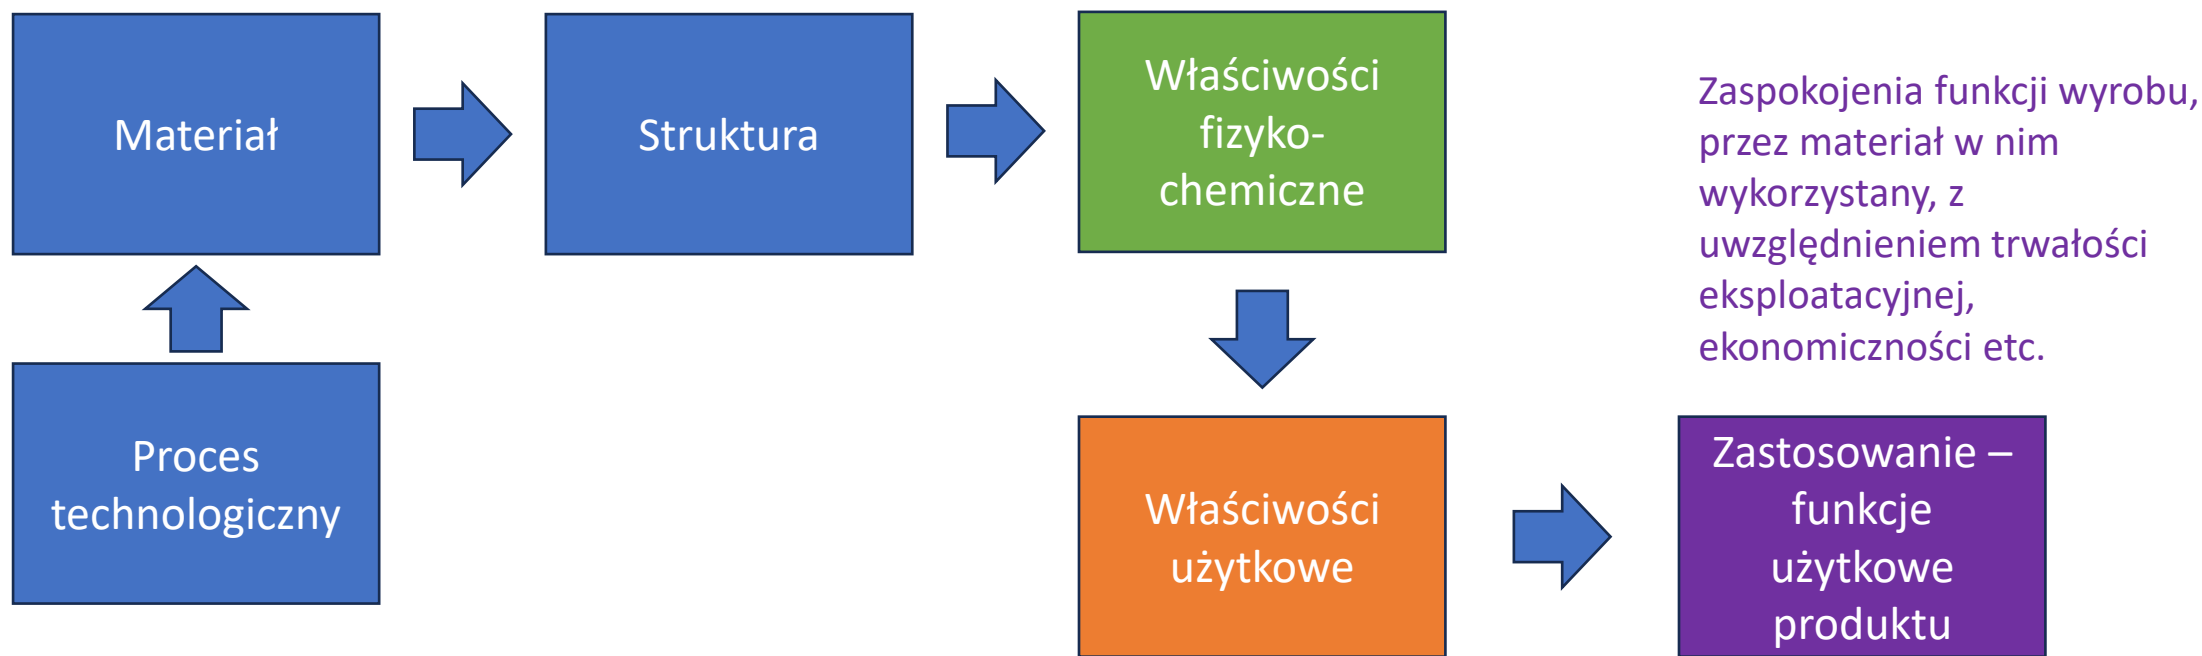 Materiał
Struktura
Właściwości
fizyko-
chemiczne
Zaspokojenia funkcji wyrobu,
przez materiał w nim
wykorzystany, z
uwzględnieniem trwałości
eksploatacyjnej,
ekonomiczności etc.
Proces
technologiczny
Właściwości
użytkowe
Zastosowanie –
funkcje
użytkowe
produktu